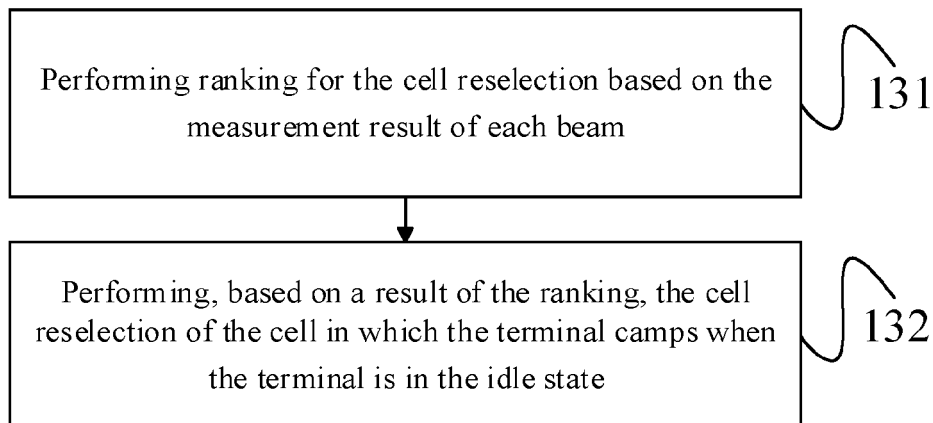 Performing ranking for the cell reselection based on the
measurement result of each beam
131
Performing, based on a result of the ranking, the cell
reselection of the cell in which the terminal camps when
the terminal is in the idle state
132